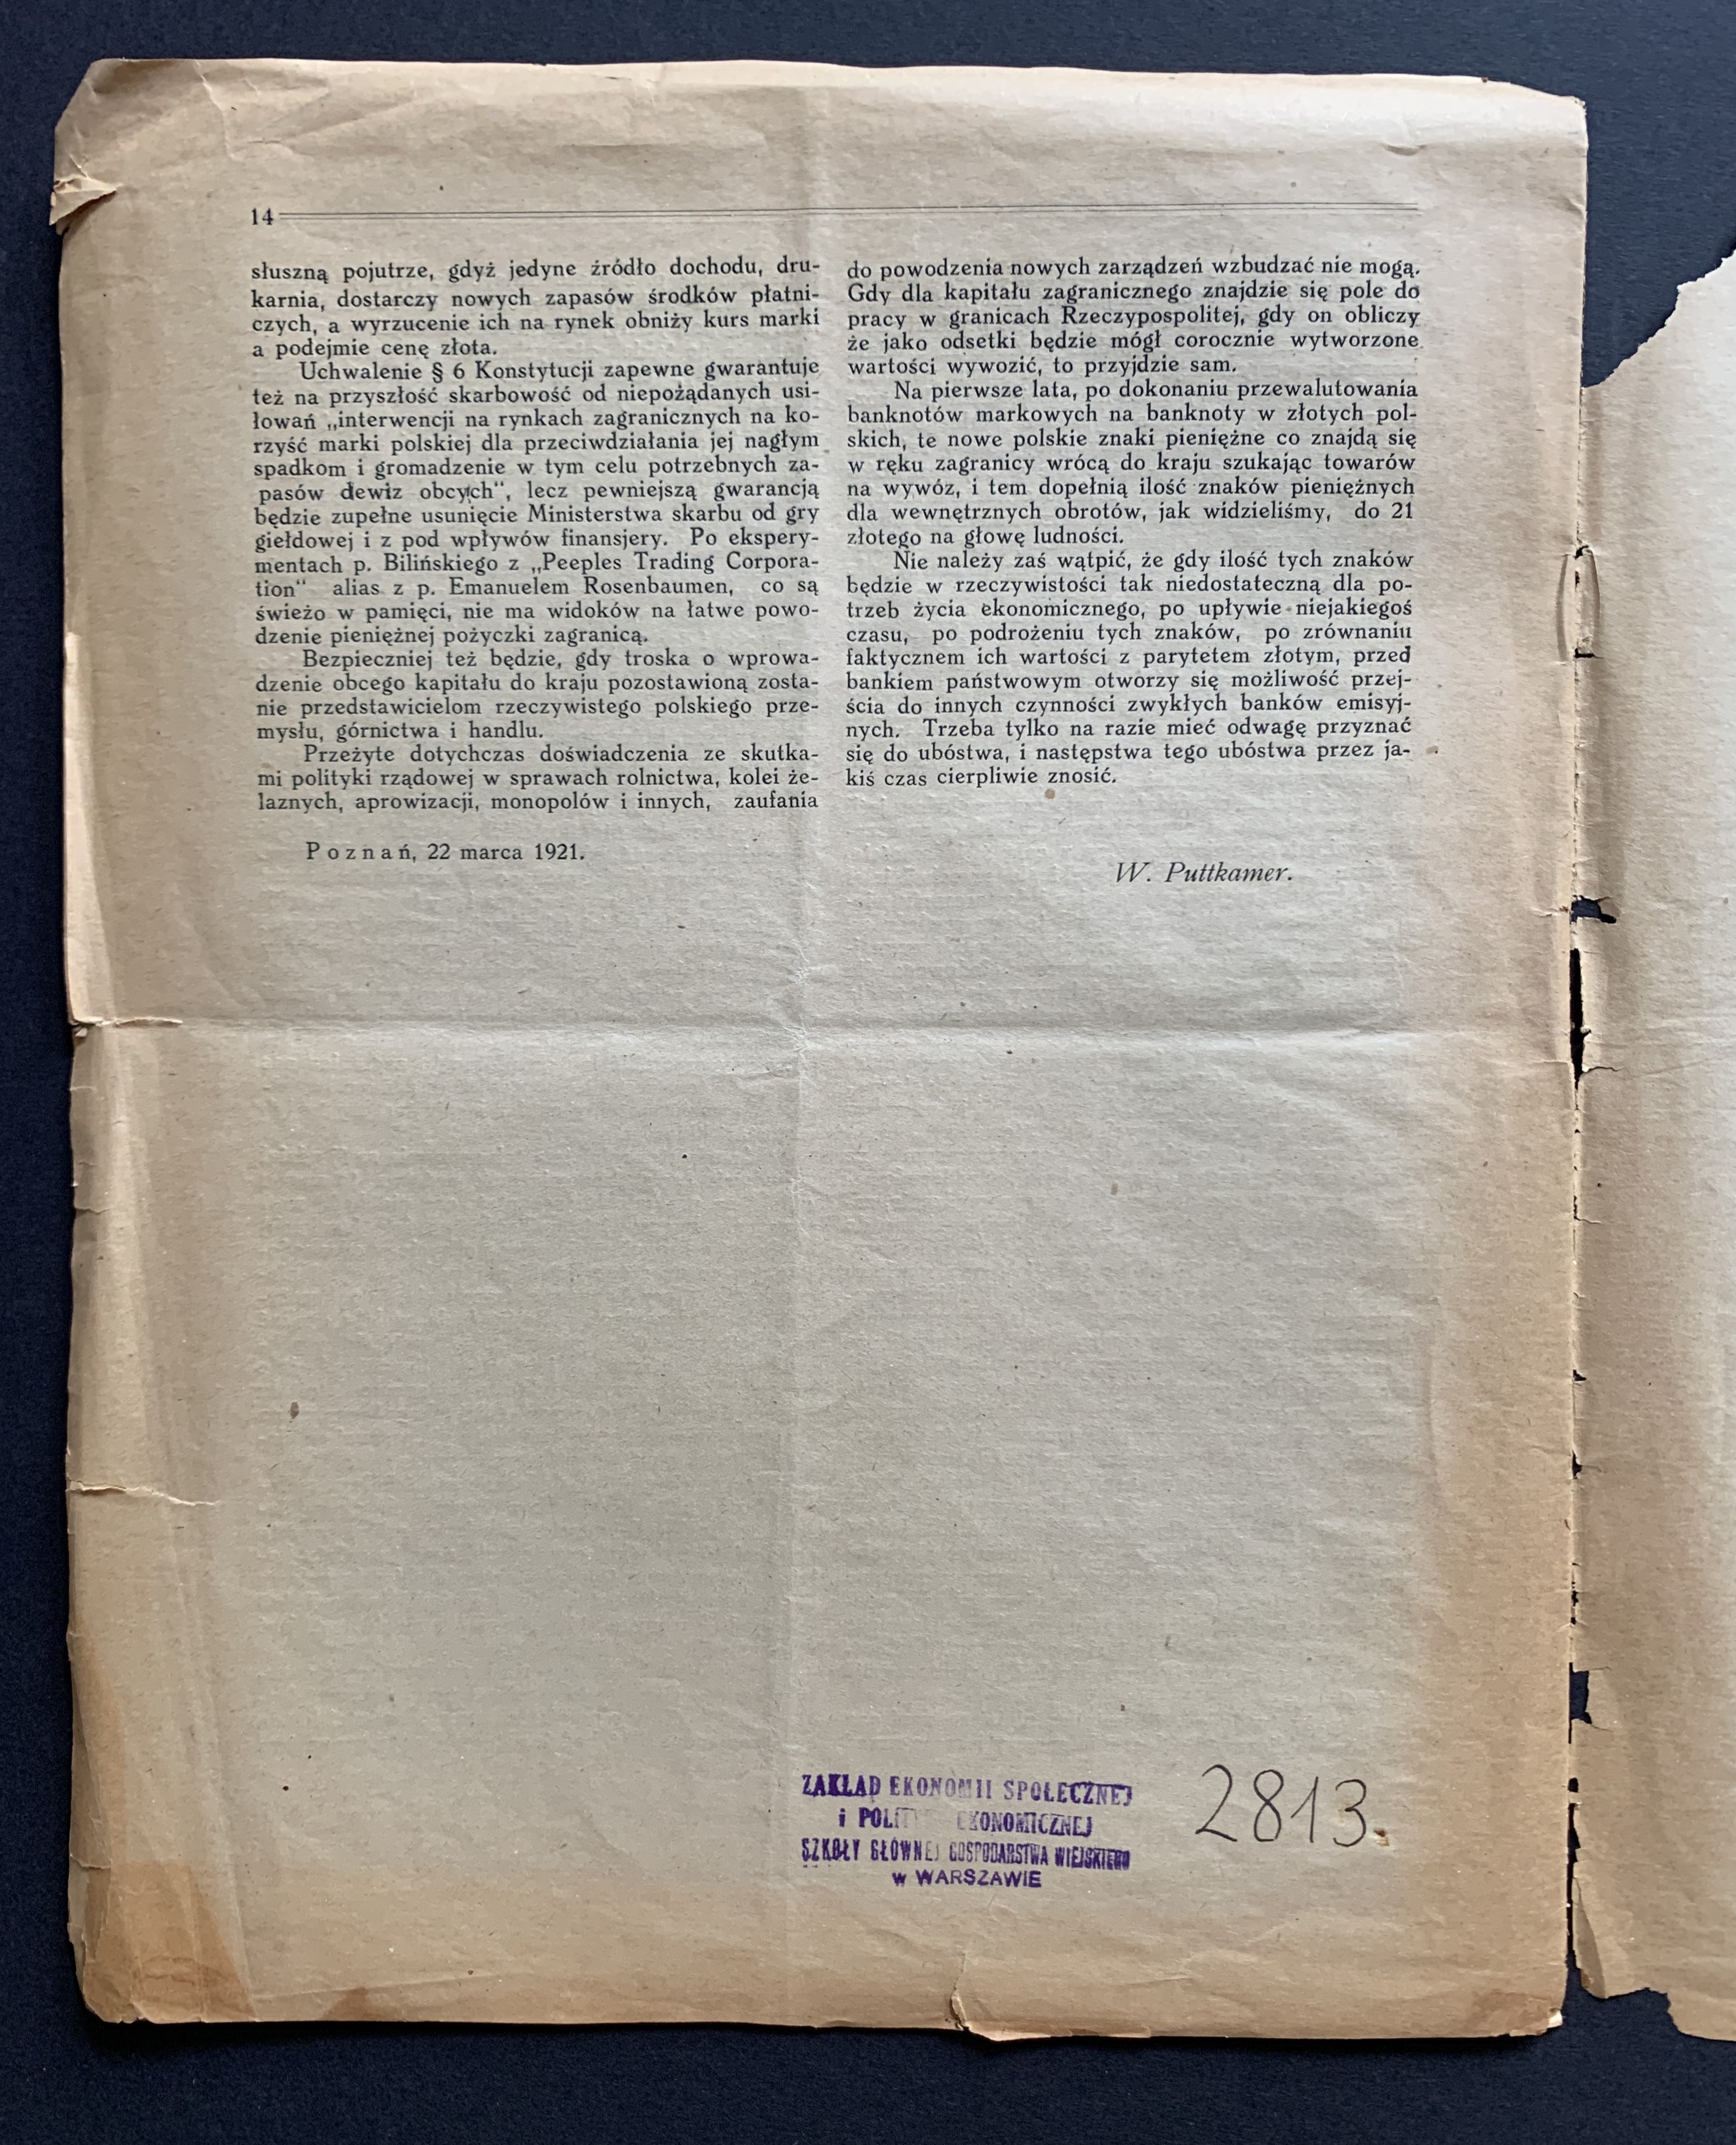 14
słuszną pojutrze, gdyż jedyne źródło dochodu, dru-
karnia, dostarczy nowych zapasów środków płatni-
czych, a wyrzucenie ich na rynek obniży kurs marki
a podejmie cenę złota.
Uchwalenie § 6 Konstytucji zapewne gwarantuje
też na przyszłość skarbowość od niepożądanych usi-
łowań „interwencji na rynkach zagranicznych na ko-
rzyść marki polskiej dla przeciwdziałania jej nagłym
spadkom i gromadzenie w tym celu potrzebnych za-
pasów dewiz obcych“, lecz pewniejszą gwarancją
będzie zupełne usunięcie Ministerstwa skarbu od gry
giełdowej i z pod wpływów finansjery. Po ekspery-
mentach p. Bilińskiego z „Peeples Trading Corpora-
tion“ alias z p. Emanuelem Rosenbaumen, co są
świeżo w pamięci, nie ma widoków na łatwe powo-
dzenie pieniężnej pożyczki zagranicą.
Bezpieczniej też będzie, gdy troska o wprowa-
dzenie obcego kapitału do kraju pozostawioną zosta-
nie przedstawicielom rzeczywistego polskiego prze-
mysłu, górnictwa i handlu.
Przeżyte dotychczas doświadczenia ze skutka-
mi polityki rządowej w sprawach rolnictwa, kolei że-
laznych, aprowizacji, monopolów i innych, zaufania
do powodzenia nowych zarządzeń wzbudzać nie mogą.
Gdy dla kapitału zagranicznego znajdzie się pole do
pracy w granicach Rzeczypospolitej, gdy on obliczy
że jako odsetki będzie mógł corocznie wytworzone
wartości wywozić, to przyjdzie sam.
Na pierwsze lata, po dokonaniu przewalutowania
banknotów markowych na banknoty w złotych pol-
skich, te nowe polskie znaki pieniężne co znajdą się
w ręku zagranicy wrócą do kraju szukając towarów
na wywóz, i tem dopełnią ilość znaków pieniężnych
dla wewnętrznych obrotów, jak widzieliśmy, do 21
złotego na głowę ludności.
Nie należy zaś wątpić, że gdy ilość tych znaków
będzie w rzeczywistości tak niedostateczną dla po-
trzeb życia ekonomicznego, po upływie niejakiegoś
czasu, po podrożeniu tych znaków, po zrównaniu
faktycznem ich wartości z parytetem złotym, przed
bankiem państwowym otworzy się możliwość przej-
ścia do innych czynności zwykłych banków emisyj-
nych. Trzeba tylko na razie mieć odwagę przyznać
się do ubóstwa, i następstwa tego ubóstwa przez ja-
kiś czas cierpliwie znosić.
Poznań, 22 marca 1921.
W. Puttkamer.
ZAKŁAD EKONOMII SPOŁECZNEJ
i EKONOMICZNEJ
SZKOŁY GŁÓWNEJ GOSPODARSTWA WIEJSKIEGO
w WARSZAWIE
2813.